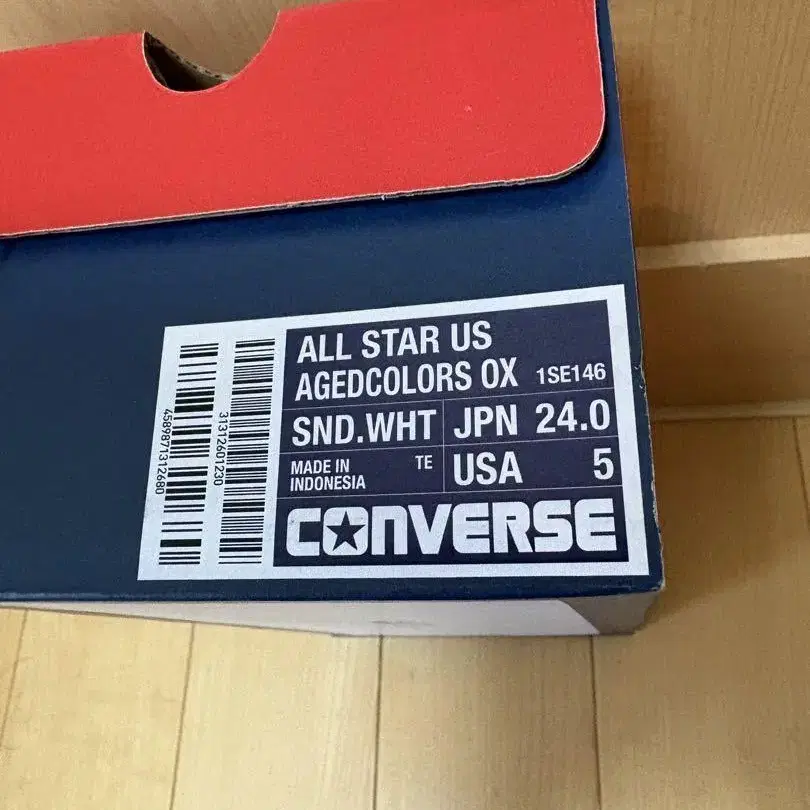 ALL STAR US
AGEDCOLORS OX 1SE146
SND.WHT JPN 24.0
MADE IN INDONESIA TE USA 5
CONVERSE
4589871312680
31312601230